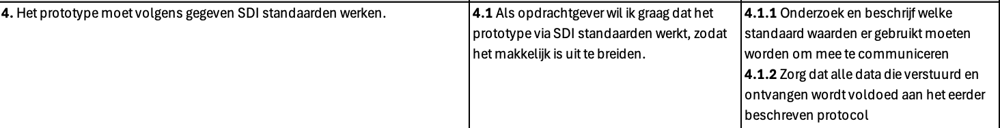 4. Het prototype moet volgens gegeven SDI standaarden werken.
4.1 Als opdrachtgever wil ik graag dat het
prototype via SDI standaarden werkt, zodat
het makkelijk is uit te breiden.
4.1.1 Onderzoek en beschrijf welke
standaard waarden er gebruikt moeten
worden om mee te communiceren
4.1.2 Zorg dat alle data die verstuurd en
ontvangen wordt voldoed aan het eerder
beschreven protocol